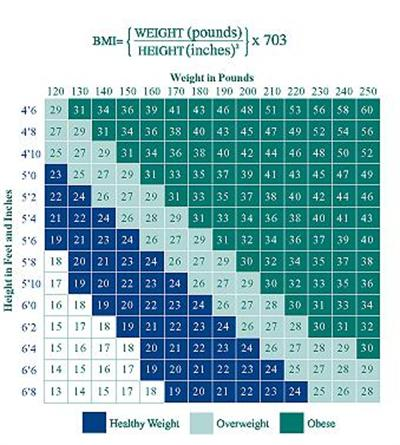 BMI= { WEIGHT (pounds)
HEIGHT (inches)² } x 703
Weight in Pounds
120 130 140 150 160 170 180 190 200 210 220 230 240 250
Height in Feet and Inches
4'6 29 31 34 36 39 41 43 46 48 51 53 56 58 60
4'8 27 29 31 34 36 38 40 43 45 47 49 52 54 56
4'10 25 27 29 31 34 36 38 40 42 44 46 48 50 52
5'0 23 25 27 29 31 33 35 37 39 41 43 45 47 49
5'2 22 24 26 27 29 31 33 35 37 38 40 42 44 46
5'4 21 22 24 26 28 29 31 33 34 36 38 40 41 43
5'6 19 21 23 24 26 27 29 31 32 34 36 37 39 40
5'8 18 20 21 23 24 26 27 29 30 32 34 35 37 38
5'10 17 19 20 22 23 24 26 27 29 30 32 33 35 36
6'0 16 18 19 20 22 23 24 26 27 28 30 31 33 34
6'2 15 17 18 19 21 22 23 24 26 27 28 30 31 32
6'4 15 16 17 18 20 21 22 23 24 26 27 28 29 30
6'6 14 15 16 17 19 20 21 22 23 24 25 27 28 29
6'8 13 14 15 17 18 19 20 21 22 23 24 25 26 28
Healthy Weight Overweight Obese